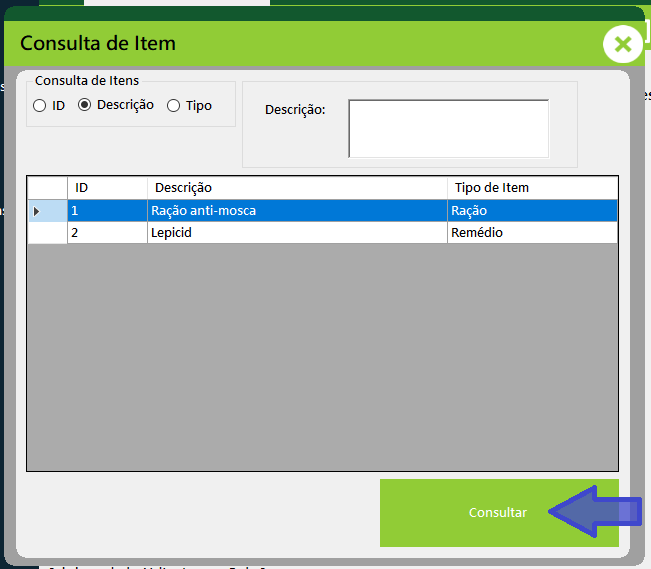 Consulta de Item
Consulta de Itens
ID Descrição Tipo
Descrição:
ID Descrição Tipo de Item
1 Ração anti-mosca Ração
2 Lepicid Remédio
Consultar